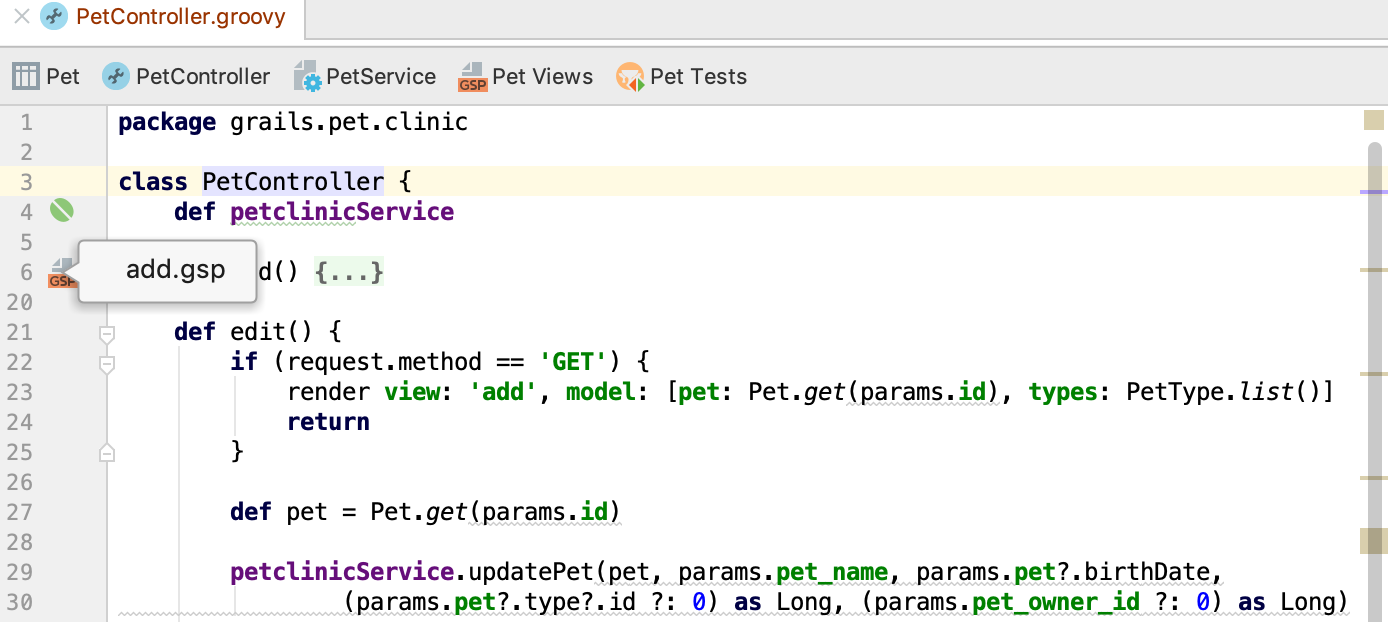 PetController.groovy
Pet PetController PetService GSP Pet Views Pet Tests
1 package grails.pet.clinic
2
3 class PetController {
4 def petclinicService
5
GSP add.gsp
6 d() {...}
20
21 def edit() {
22 if (request.method == 'GET') {
23 render view: 'add', model: [pet: Pet.get(params.id), types: PetType.list()]
24 return
25 }
26
27 def pet = Pet.get(params.id)
28
29 petclinicService.updatePet(pet, params.pet_name, params.pet?.birthDate,
30 (params.pet?.type?.id ?: 0) as Long, (params.pet_owner_id ?: 0) as Long)